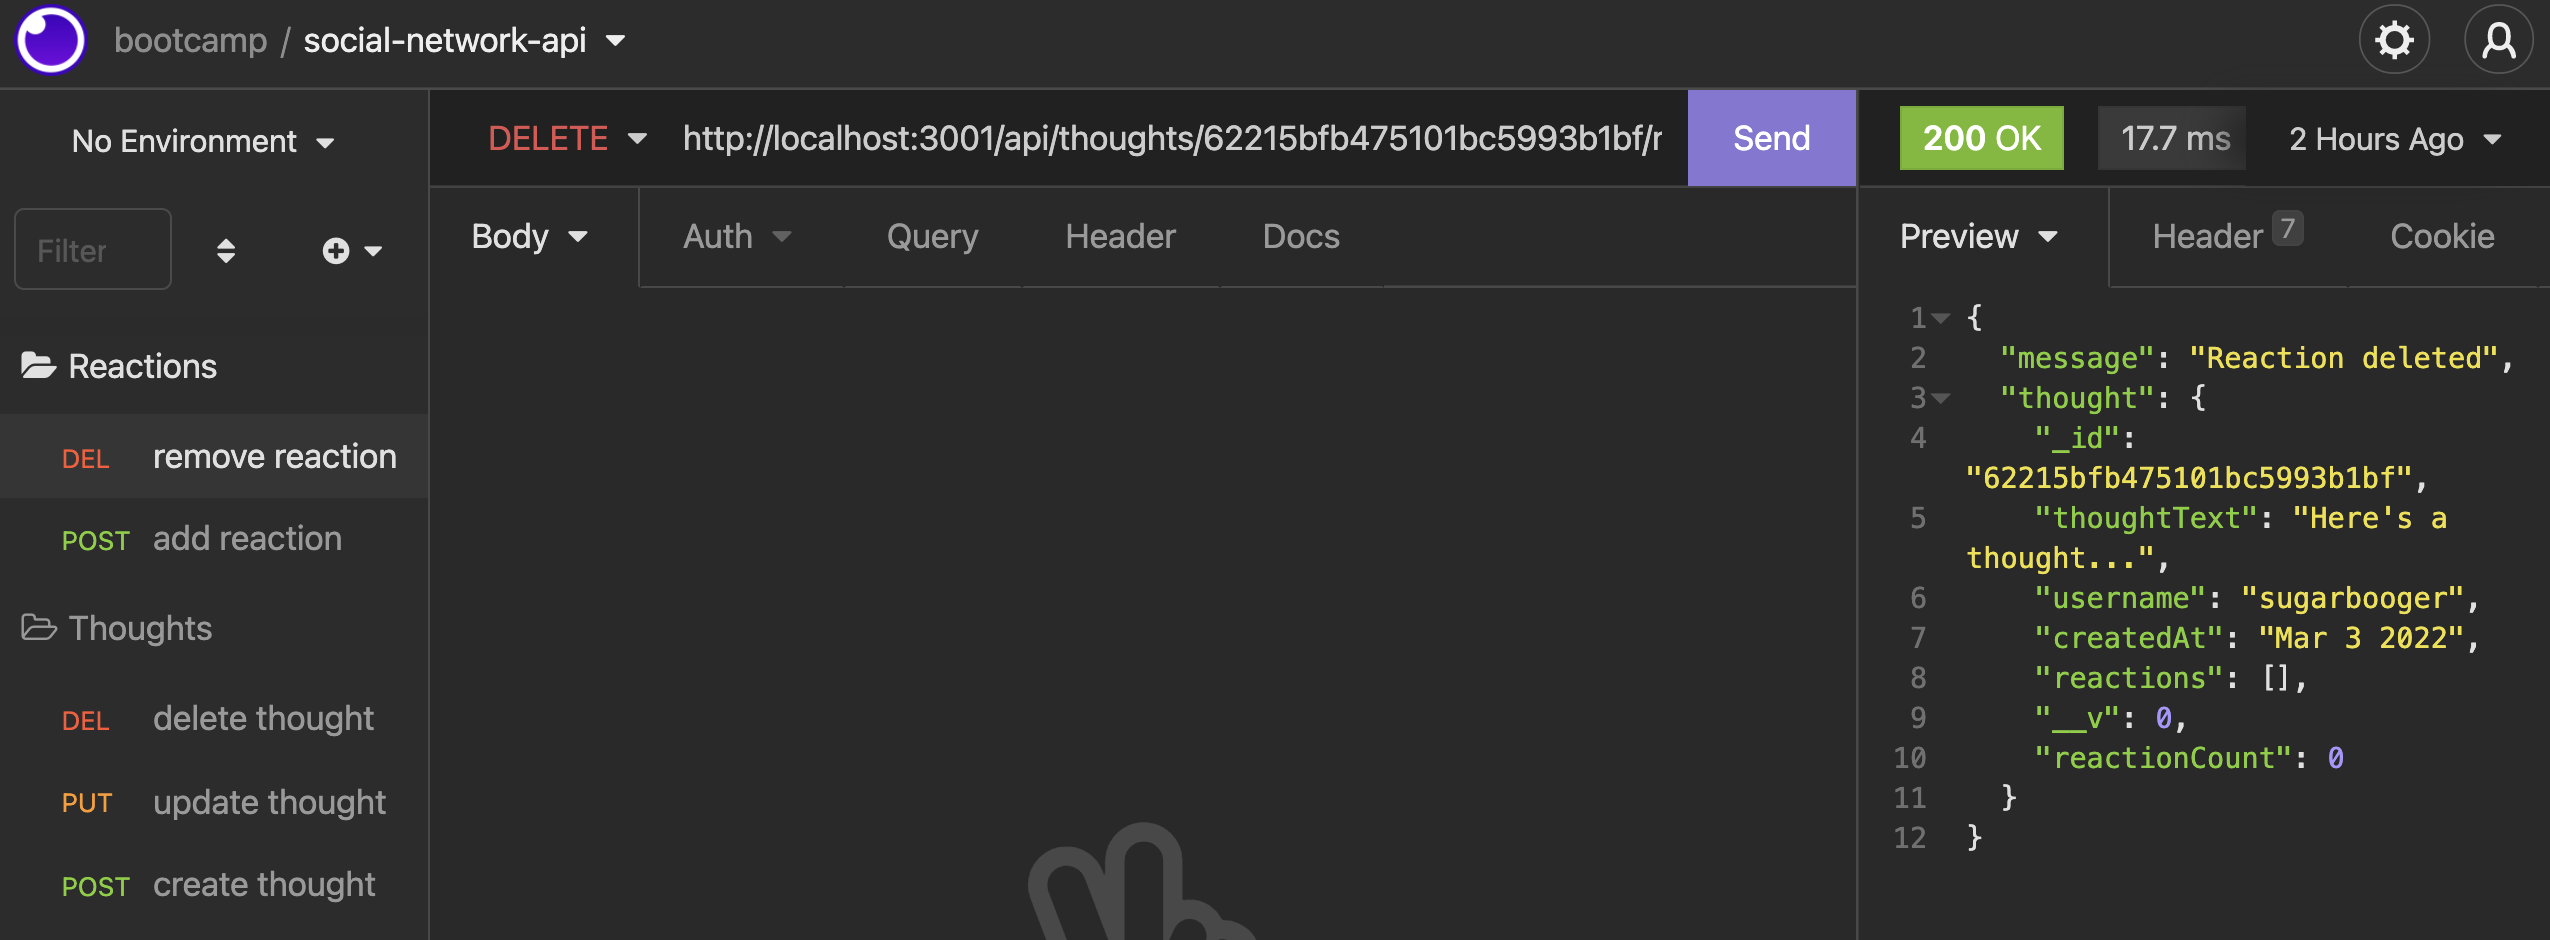 bootcamp / social-network-api
No Environment
DELETE http://localhost:3001/api/thoughts/62215bfb475101bc5993b1bf/r
Send
200 OK
17.7 ms
2 Hours Ago
Filter
Body
Auth
Query
Header
Docs
Preview
Header 7
Cookie
Reactions
DEL remove reaction
POST add reaction
Thoughts
DEL delete thought
PUT update thought
POST create thought
1 {
2 "message": "Reaction deleted",
3 "thought": {
4 "_id":
"62215bfb475101bc5993b1bf",
5 "thoughtText": "Here's a
thought...",
6 "username": "sugarbooger",
7 "createdAt": "Mar 3 2022",
8 "reactions": [],
9 "__v": 0,
10 "reactionCount": 0
11 }
12 }